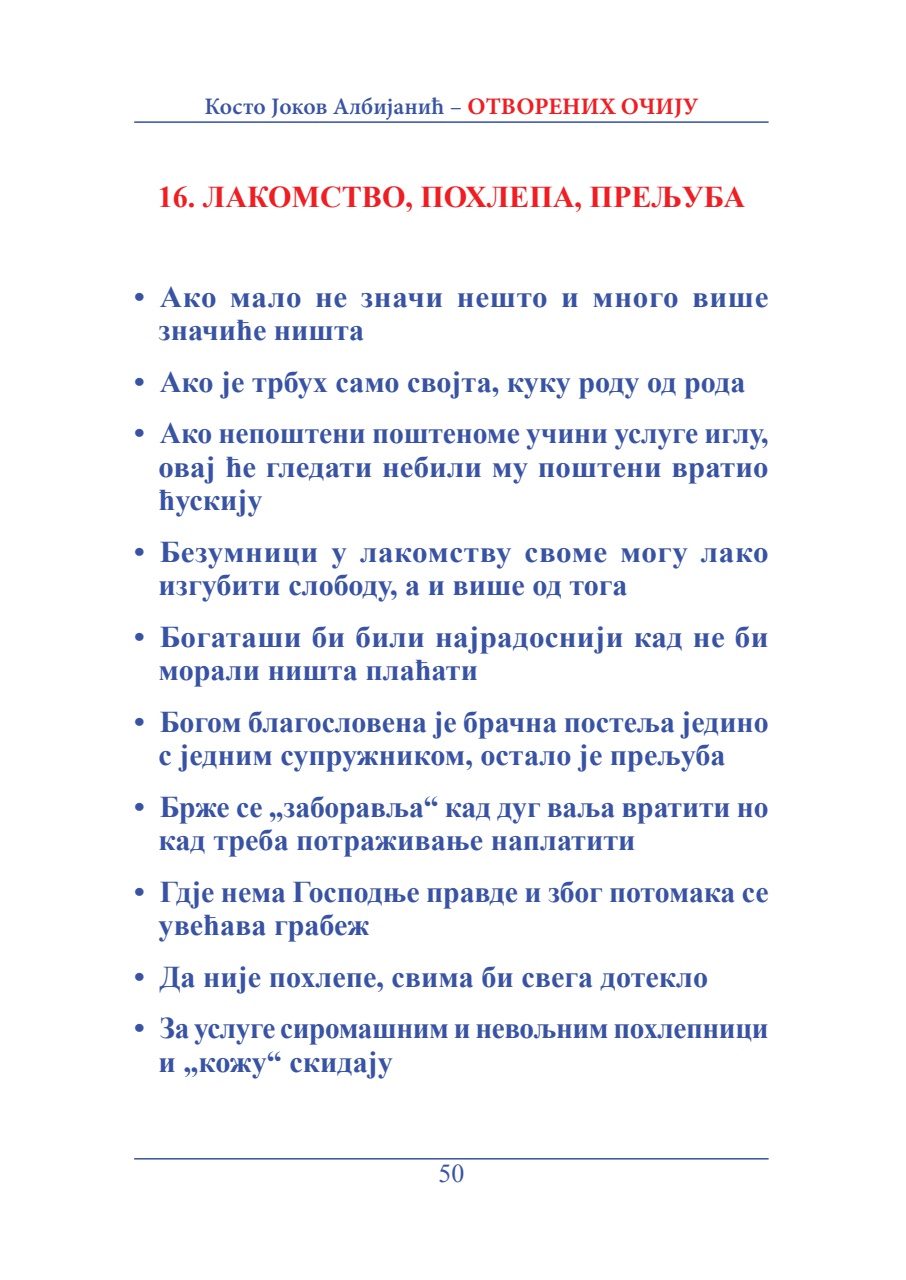 Косто Јоков Албијанић – ОТВОРЕНИХ ОЧИЈУ
16. ЛАКОМСТВО, ПОХЛЕПА, ПРЕЉУБА
• Ако мало не значи нешто и много више
значиће ништа
• Ако је трбух само својта, куку роду од рода
• Ако непоштени поштеноме учини услуге иглу,
овај ће гледати небили му поштени вратио
ћускију
• Безумници у лакомству своме могу лако
изгубити слободу, а и више од тога
• Богаташи би били најрадоснији кад не би
морали ништа плаћати
• Богом благословена је брачна постеља једино
с једним супружником, остало је прељуба
• Брже се „заборавља“ кад дуг ваља вратити но
кад треба потраживање наплатити
• Гдје нема Господње правде и због потомака се
увећава грабеж
• Да није похлепе, свима би свега дотекло
• За услуге сиромашним и невољним похлепници
и „кожу“ скидају
50